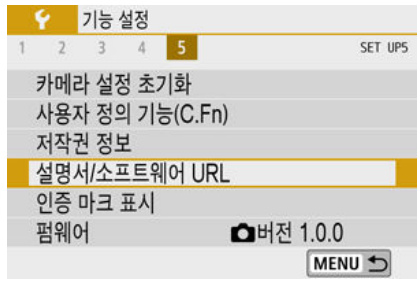 기능 설정
1 2 3 4 5 SET UP5
카메라 설정 초기화
사용자 정의 기능(C.Fn)
저작권 정보
설명서/소프트웨어 URL
인증 마크 표시
펌웨어 버전 1.0.0
MENU